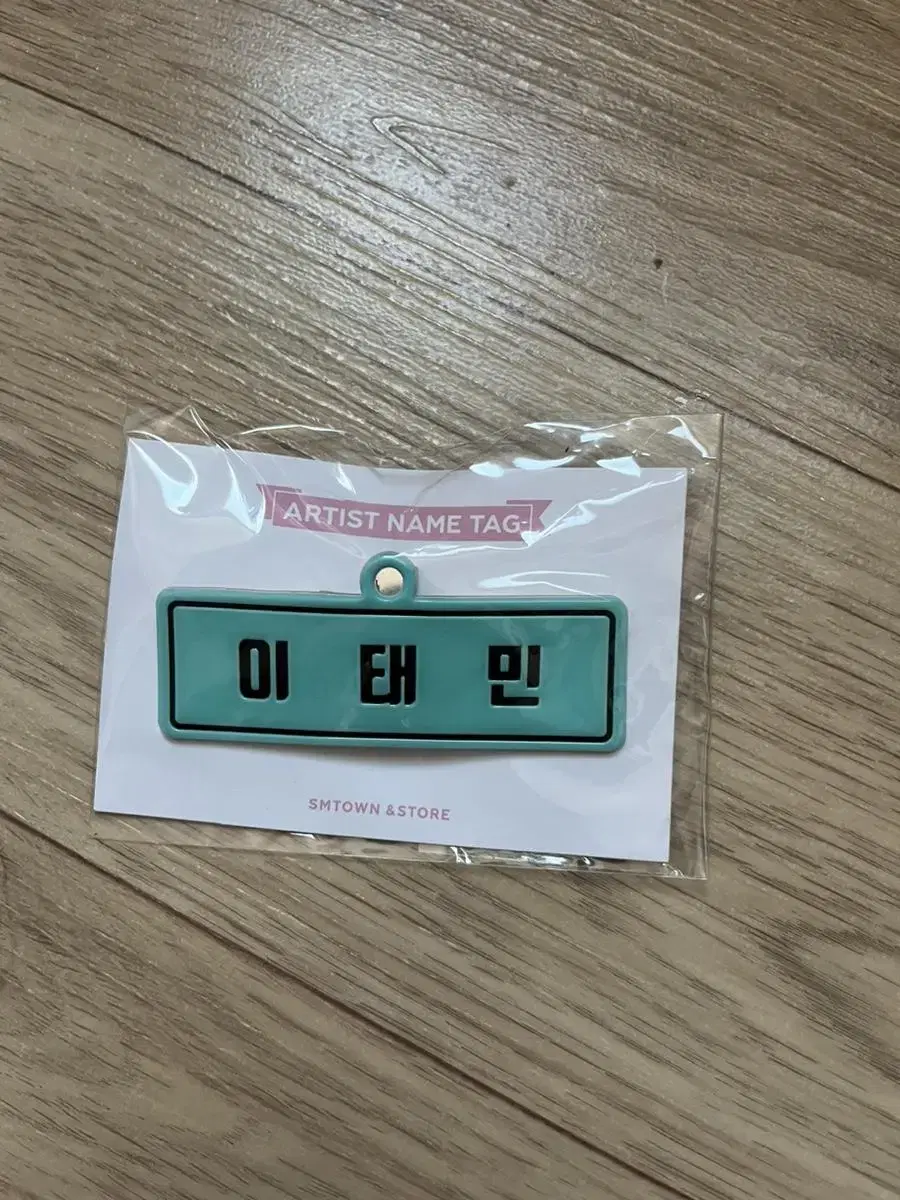 ARTIST NAME TAG
이 태 민
SMTOWN &STORE